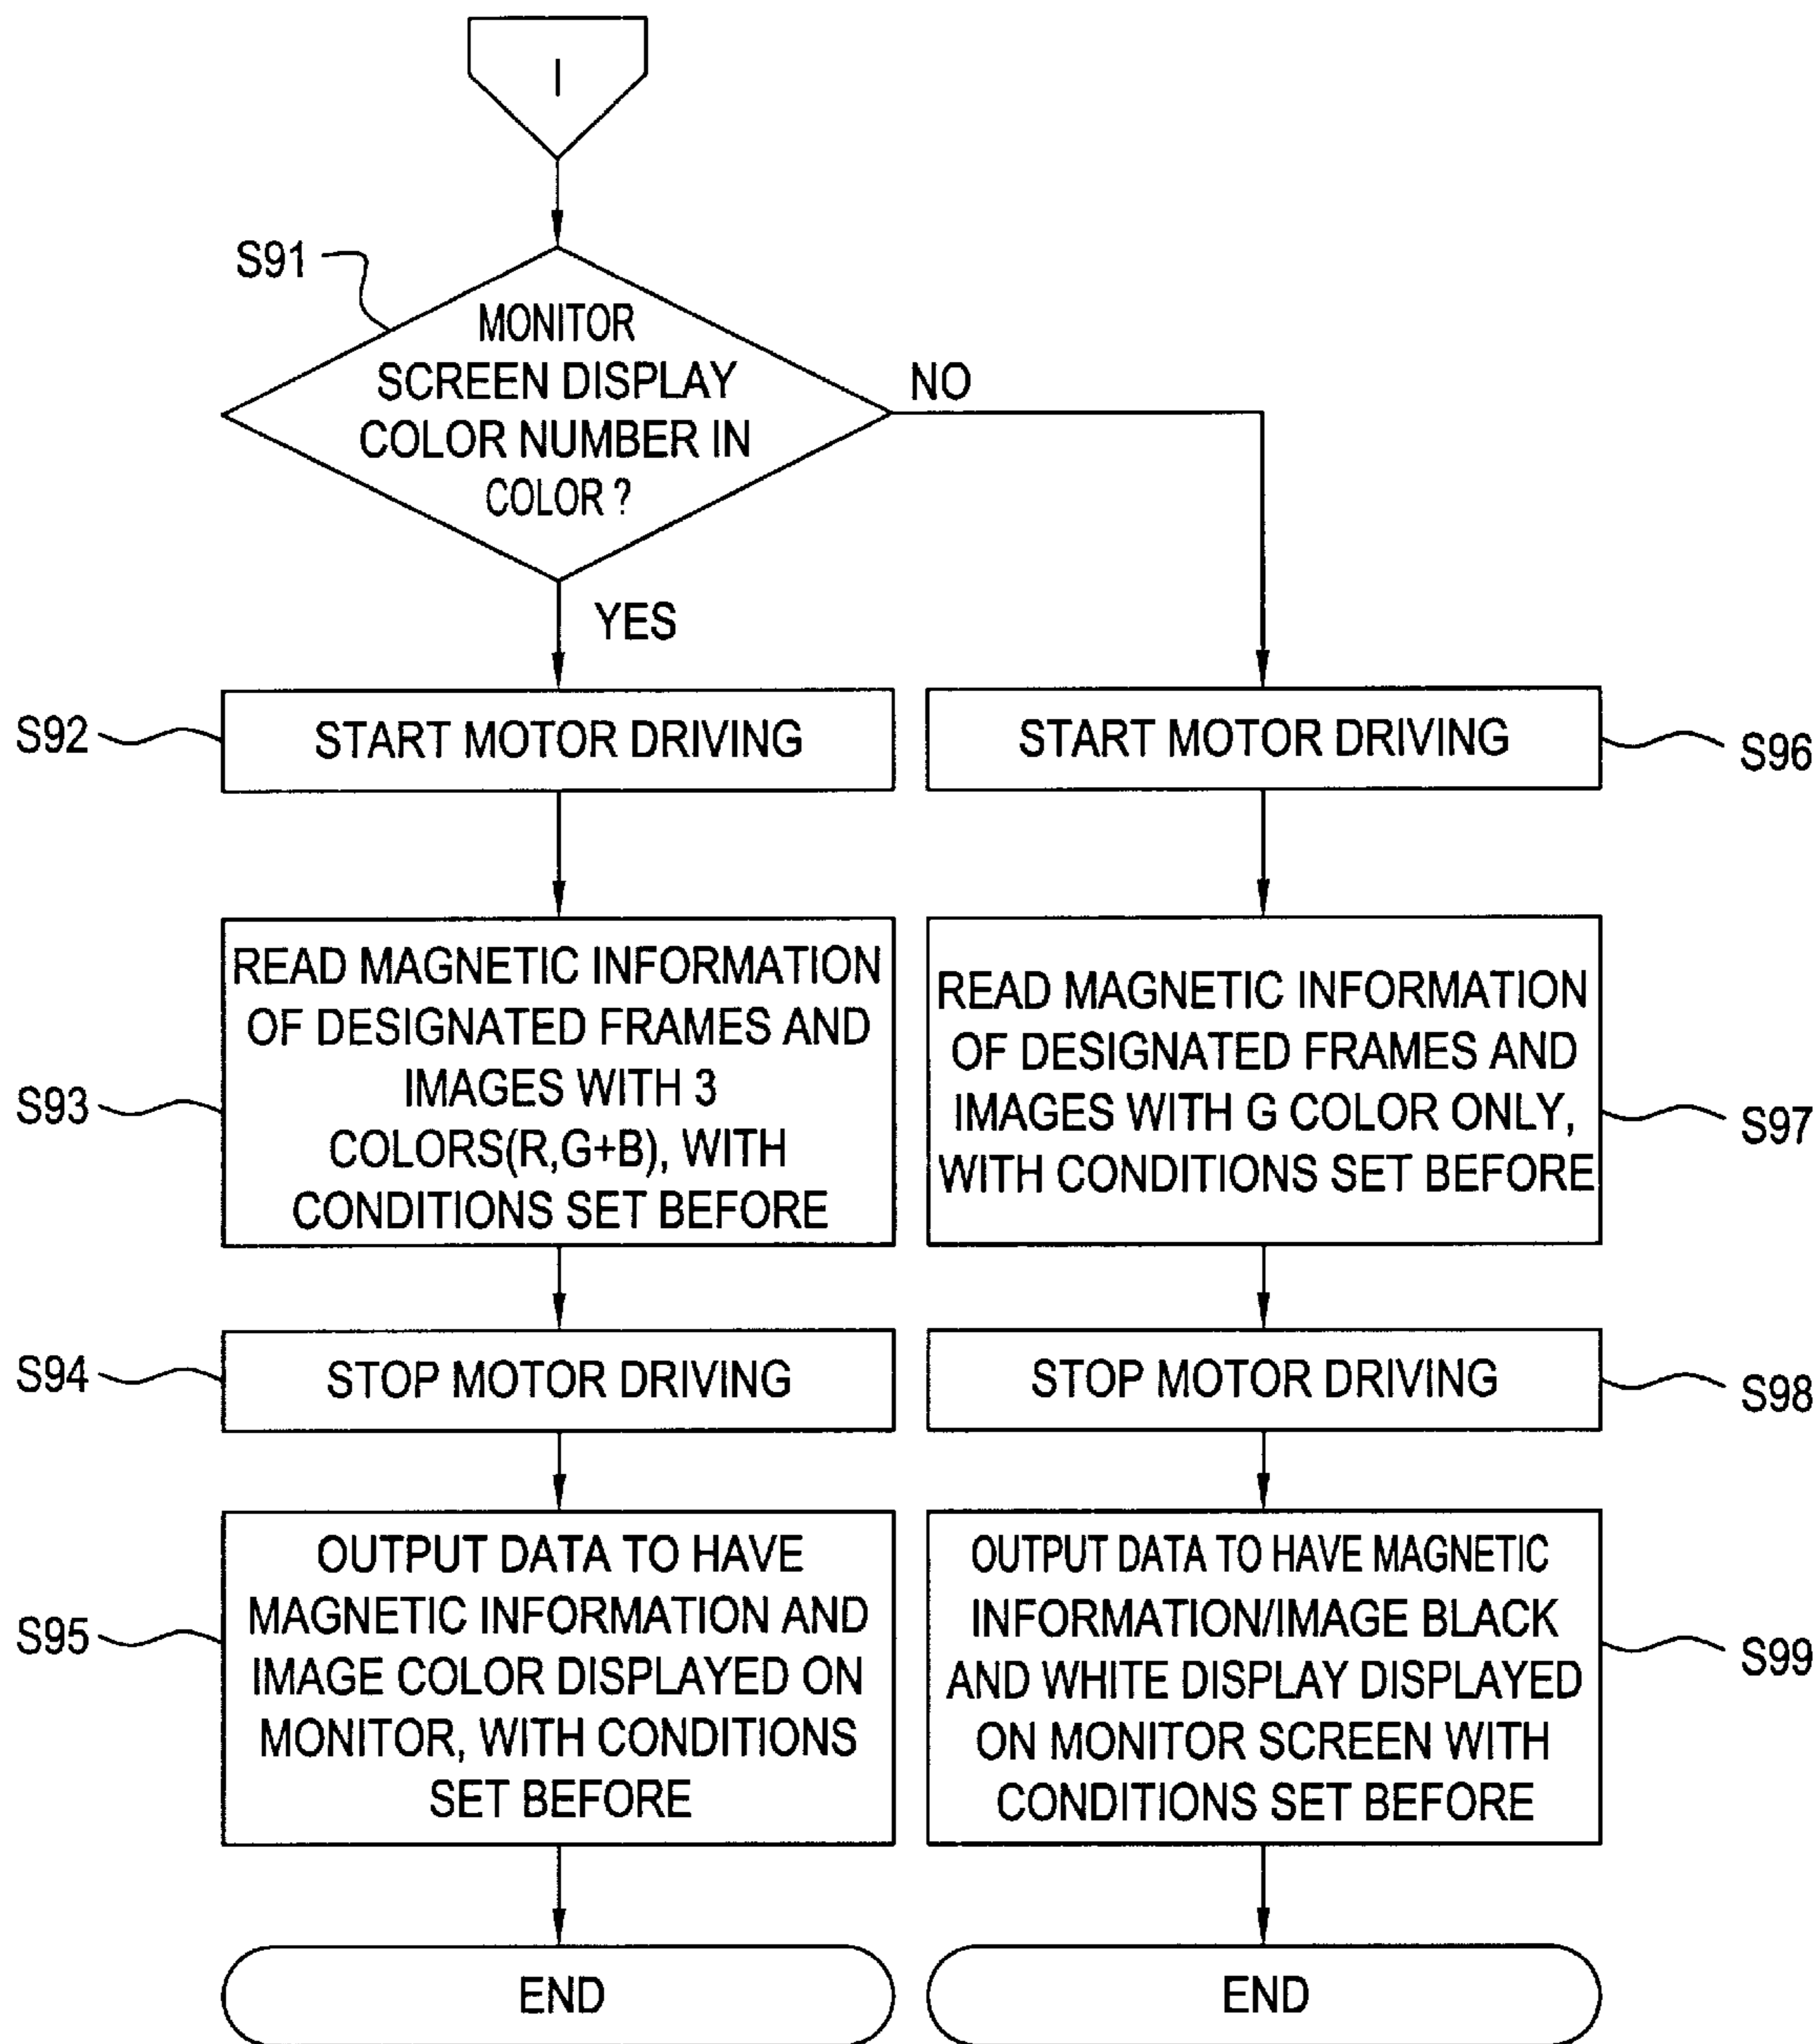 I
S91
MONITOR
SCREEN DISPLAY
COLOR NUMBER IN
COLOR ?
NO
YES
S92
START MOTOR DRIVING
START MOTOR DRIVING
S96
S93
READ MAGNETIC INFORMATION
OF DESIGNATED FRAMES AND
IMAGES WITH 3
COLORS(R,G+B), WITH
CONDITIONS SET BEFORE
READ MAGNETIC INFORMATION
OF DESIGNATED FRAMES AND
IMAGES WITH G COLOR ONLY,
WITH CONDITIONS SET BEFORE
S97
S94
STOP MOTOR DRIVING
STOP MOTOR DRIVING
S98
S95
OUTPUT DATA TO HAVE
MAGNETIC INFORMATION AND
IMAGE COLOR DISPLAYED ON
MONITOR, WITH CONDITIONS
SET BEFORE
OUTPUT DATA TO HAVE MAGNETIC
INFORMATION/IMAGE BLACK
AND WHITE DISPLAY DISPLAYED
ON MONITOR SCREEN WITH
CONDITIONS SET BEFORE
S99
END
END